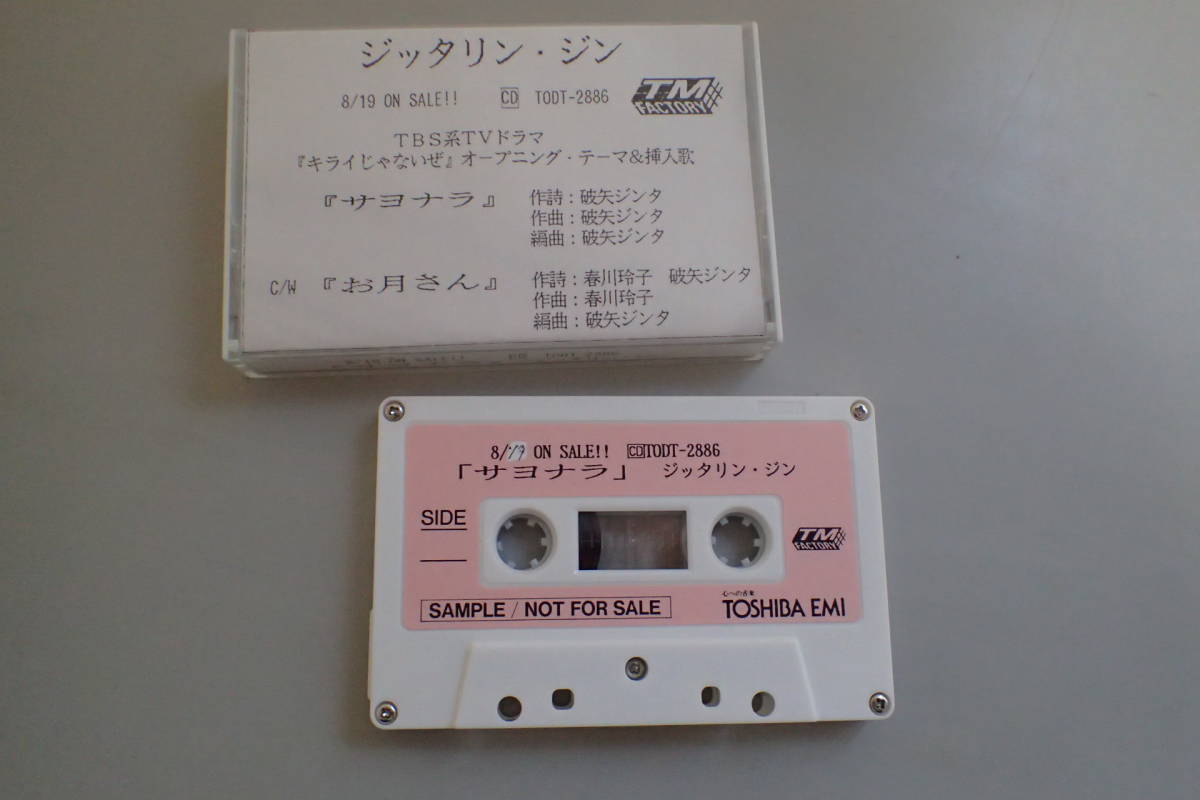 ジッタリン・ジン
8/19 ON SALE!! CD TODT-2886
TM FACTORY
TBS系TVドラマ
『キライじゃないぜ』オープニング・テーマ&挿入歌
『サヨナラ』 作詩:破矢ジンタ
作曲:破矢ジンタ
編曲:破矢ジンタ
C/W 『お月さん』 作詩:春川玲子 破矢ジンタ
作曲:春川玲子
編曲:破矢ジンタ
8/19 ON SALE!! CD TODT-2886
「サヨナラ」 ジッタリン・ジン
SIDE
TM FACTORY
SAMPLE / NOT FOR SALE
心への音楽
TOSHIBA EMI